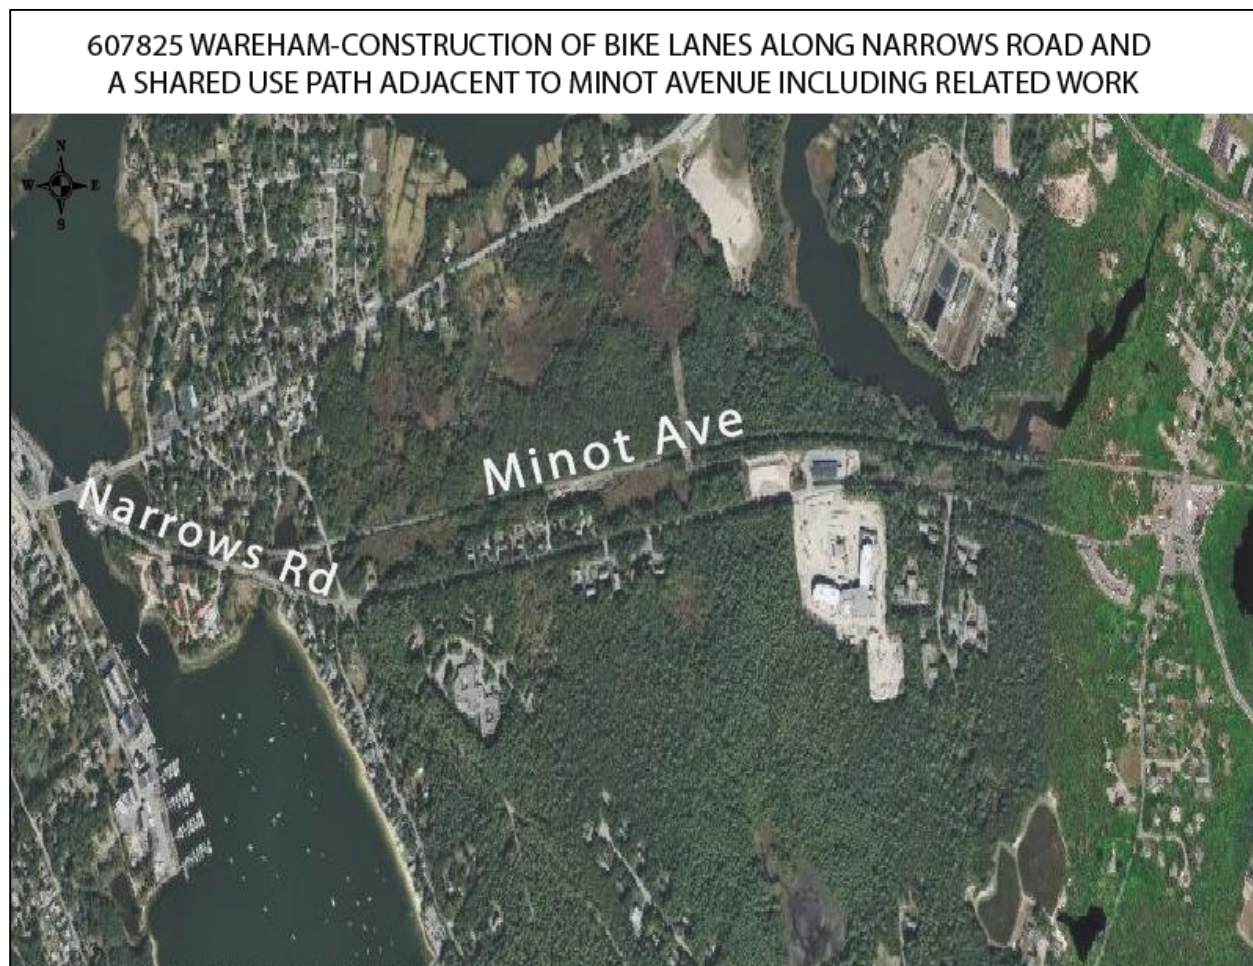 607825 WAREHAM-CONSTRUCTION OF BIKE LANES ALONG NARROWS ROAD AND
A SHARED USE PATH ADJACENT TO MINOT AVENUE INCLUDING RELATED WORK
N
W E
S
Minot Ave
Narrows Rd